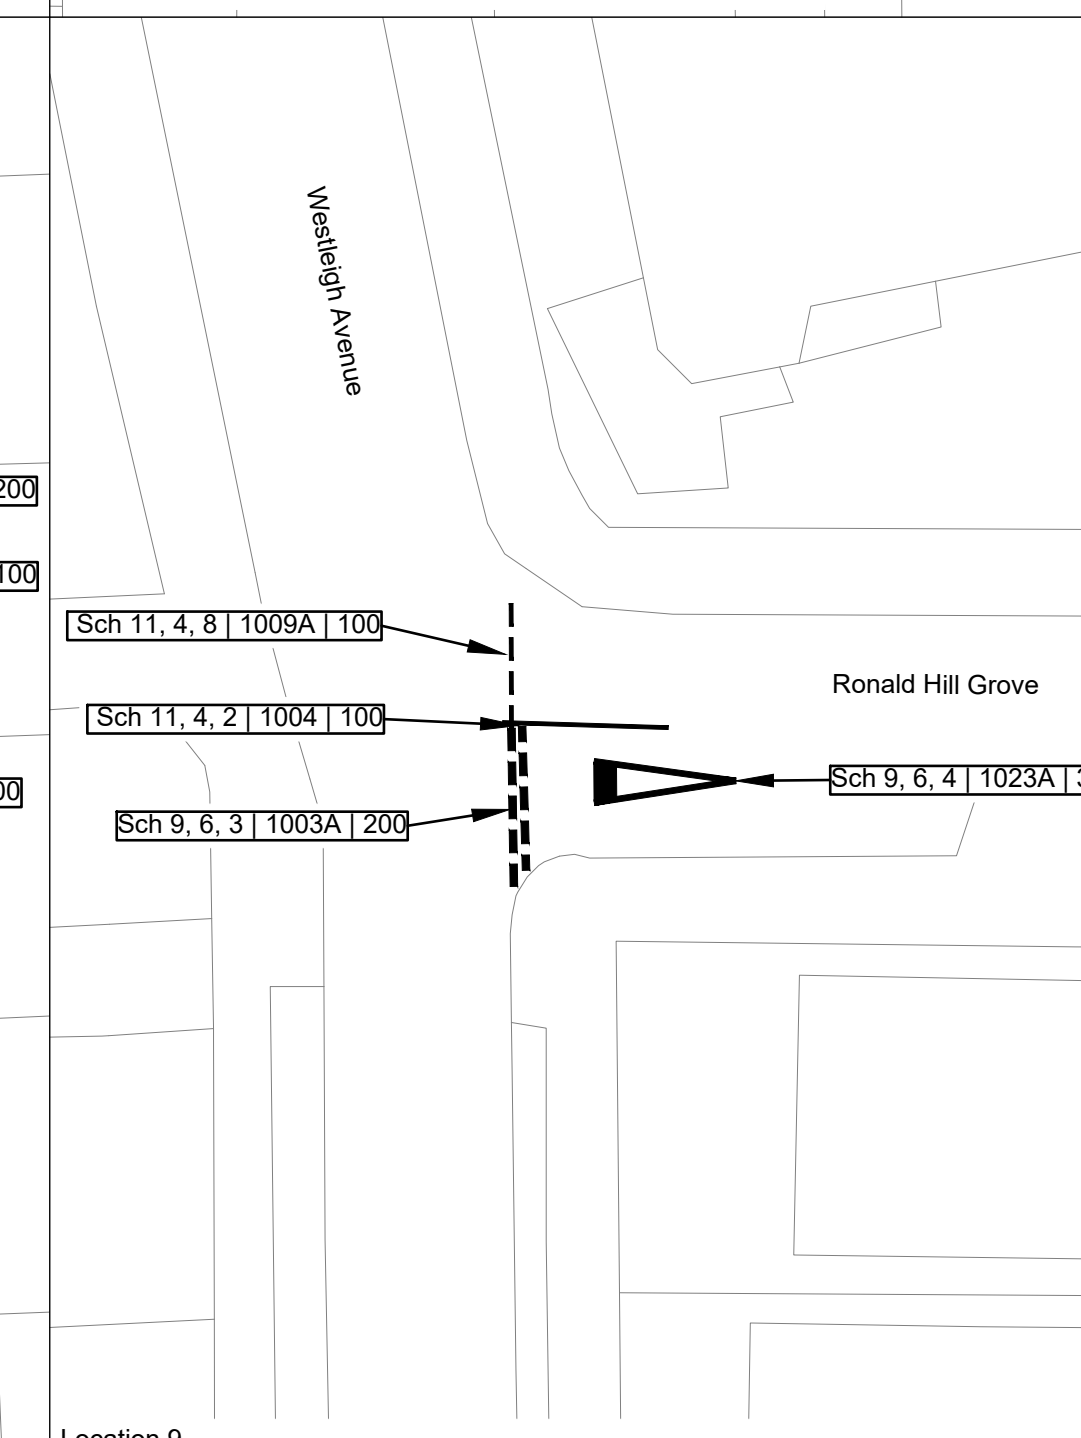 Westleigh Avenue
200
100
Sch 11, 4, 8 | 1009A | 100
Ronald Hill Grove
Sch 11, 4, 2 | 1004 | 100
00
Sch 9, 6, 4 | 1023A |
Sch 9, 6, 3 | 1003A | 200
Location 9